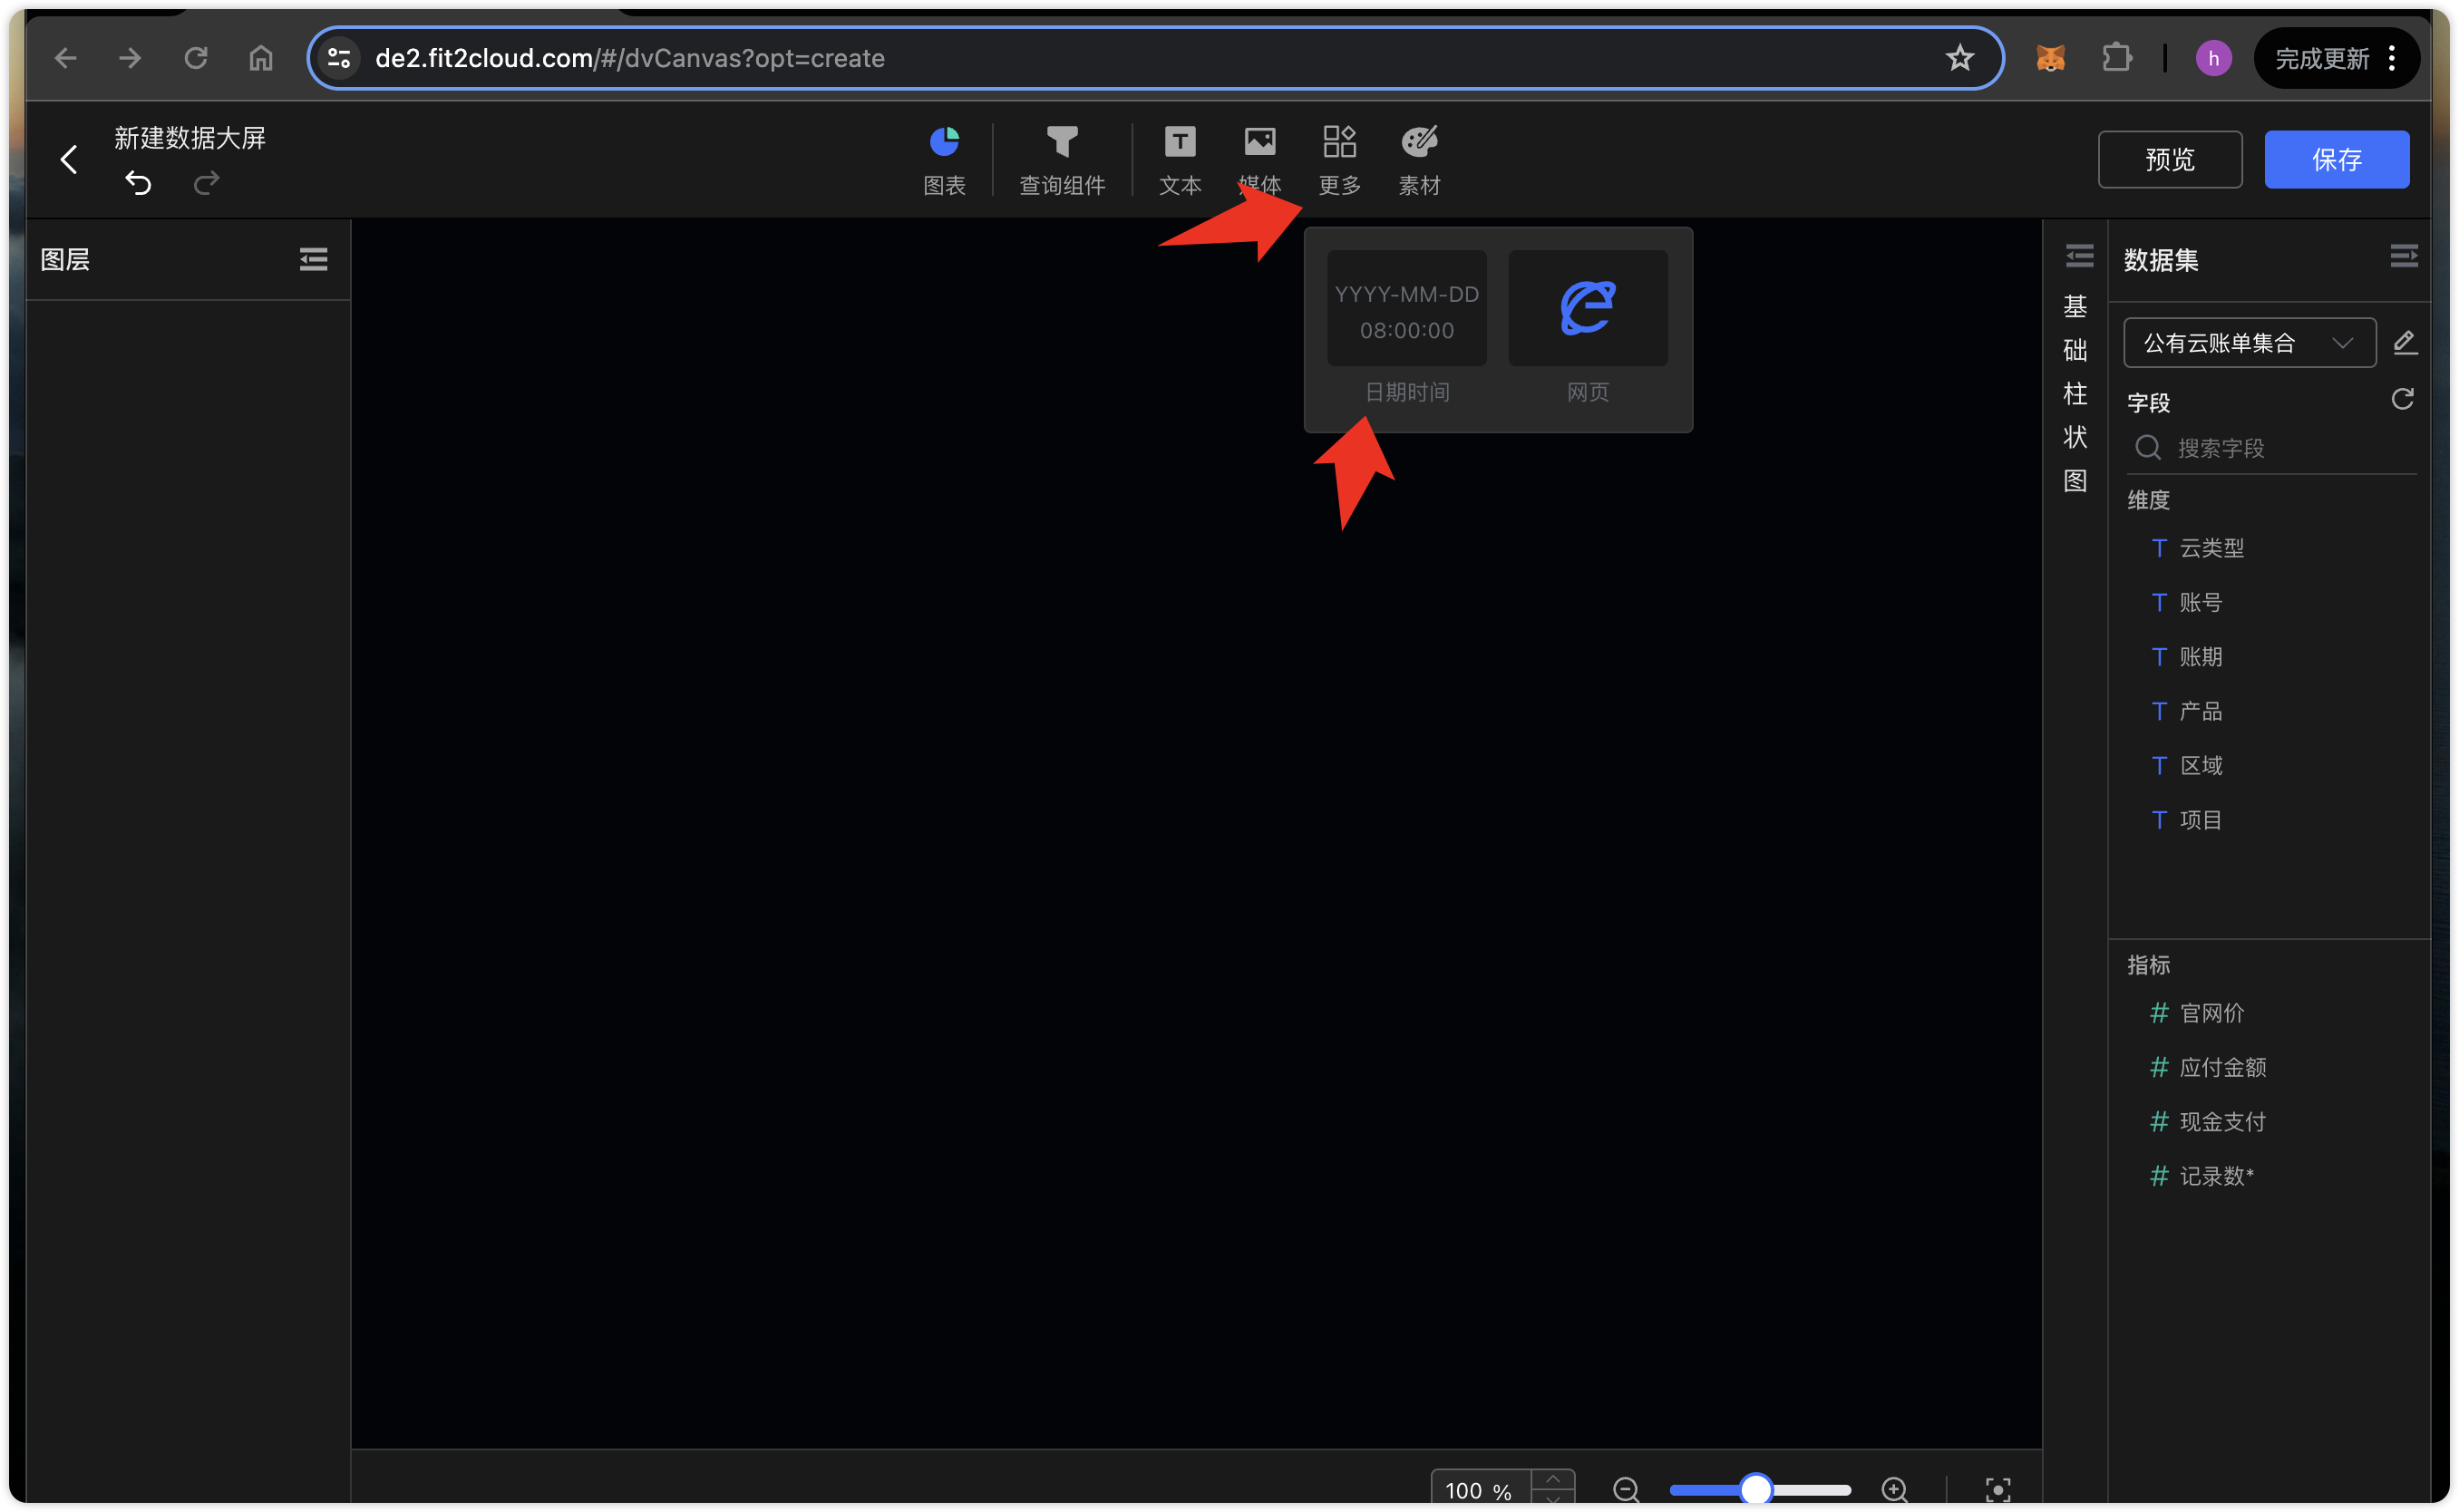 de2.fit2cloud.com/#/dvCanvas?opt=create
h
完成更新
新建数据大屏
图表
查询组件
文本
媒体
更多
素材
预览
保存
图层
YYYY-MM-DD
08:00:00
日期时间
网页
基
础
柱
状
图
数据集
公有云账单集合
字段
搜索字段
维度
T 云类型
T 账号
T 账期
T 产品
T 区域
T 项目
指标
# 官网价
# 应付金额
# 现金支付
# 记录数*
100 %